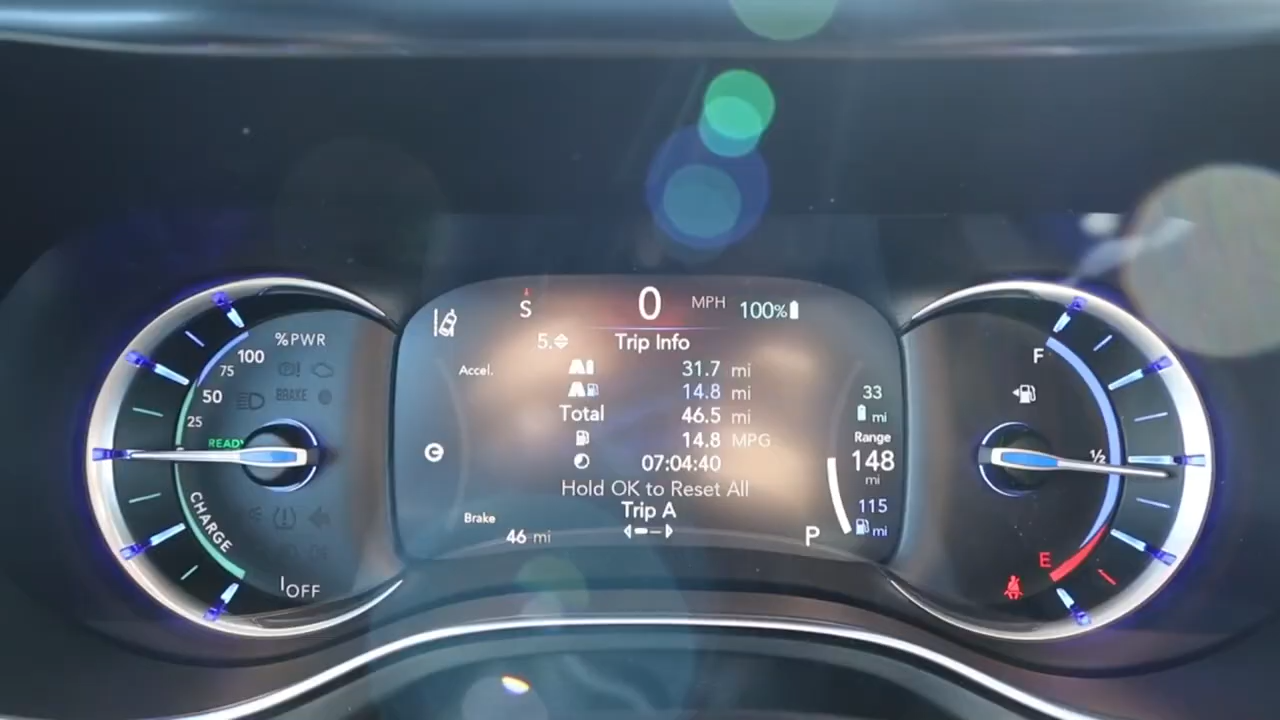 %PWR
100
75
50
25
READY
BRAKE
CHARGE
OFF
S
0 MPH
100%
5.
Trip Info
Accel.
31.7 mi
14.8 mi
Total 46.5 mi
14.8 MPG
07:04:40
Hold OK to Reset All
Trip A
Brake
46 mi
P
33
mi
Range
148
mi
115
mi
F
½
E